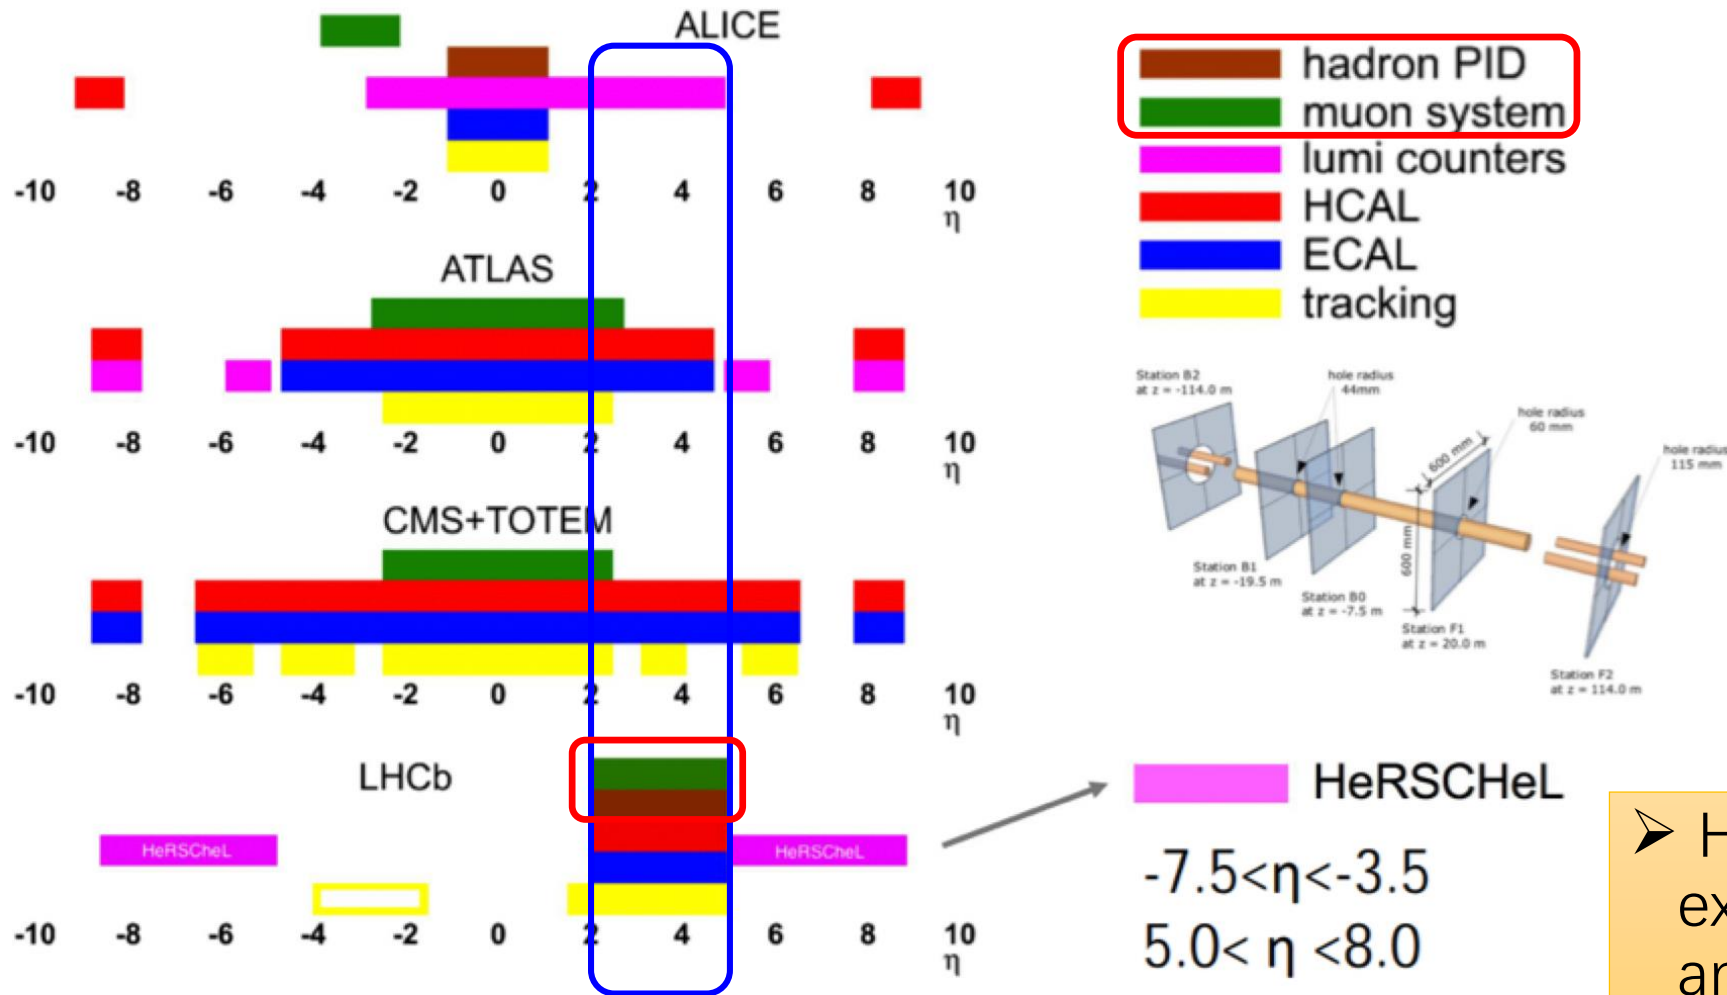 ALICE
-10 -8 -6 -4 -2 0 2 4 6 8 10
η
ATLAS
-10 -8 -6 -4 -2 0 2 4 6 8 10
η
CMS+TOTEM
-10 -8 -6 -4 -2 0 2 4 6 8 10
η
LHCb
HeRSCheL HeRSCheL
-10 -8 -6 -4 -2 0 2 4 6 8 10
η
hadron PID
muon system
lumi counters
HCAL
ECAL
tracking
Station B2
at z = -114.0 m
hole radius
44mm
hole radius
60 mm
hole radius
115 mm
600 mm
600 mm
Station B1
at z = -19.5 m
Station B0
at z = -7.5 m
Station F1
at z = 20.0 m
Station F2
at z = 114.0 m
HeRSCHeL
-7.5<η<-3.5
5.0< η <8.0
➢ H
ex
an